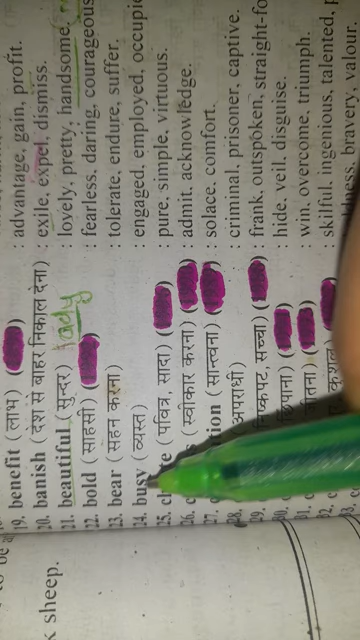 19. benefit (लाभ) : advantage, gain, profit.
20. banish (देश से बाहर निकाल देना) : exile, expel, dismiss.
21. beautiful (सुन्दर) lady : lovely, pretty, handsome,
22. bold (साहसी) : fearless, daring, courageous
23. bear (सहन करना) : tolerate, endure, suffer.
24. busy (व्यस्त) : engaged, employed, occupie
25. (पवित्र, सादा) : pure, simple, virtuous.
26. (स्वीकार करना) : admit, acknowledge.
27. tion (सान्त्वना) : solace, comfort.
28. अपराधी) : criminal, prisoner, captive.
29. निष्कपट, सच्चा) : frank, outspoken, straight-fo
30. : hide, veil, disguise.
31. : win, overcome, triumph.
32. कुशल) : skilful, ingenious, talented,
bravery, valour.
sheep.